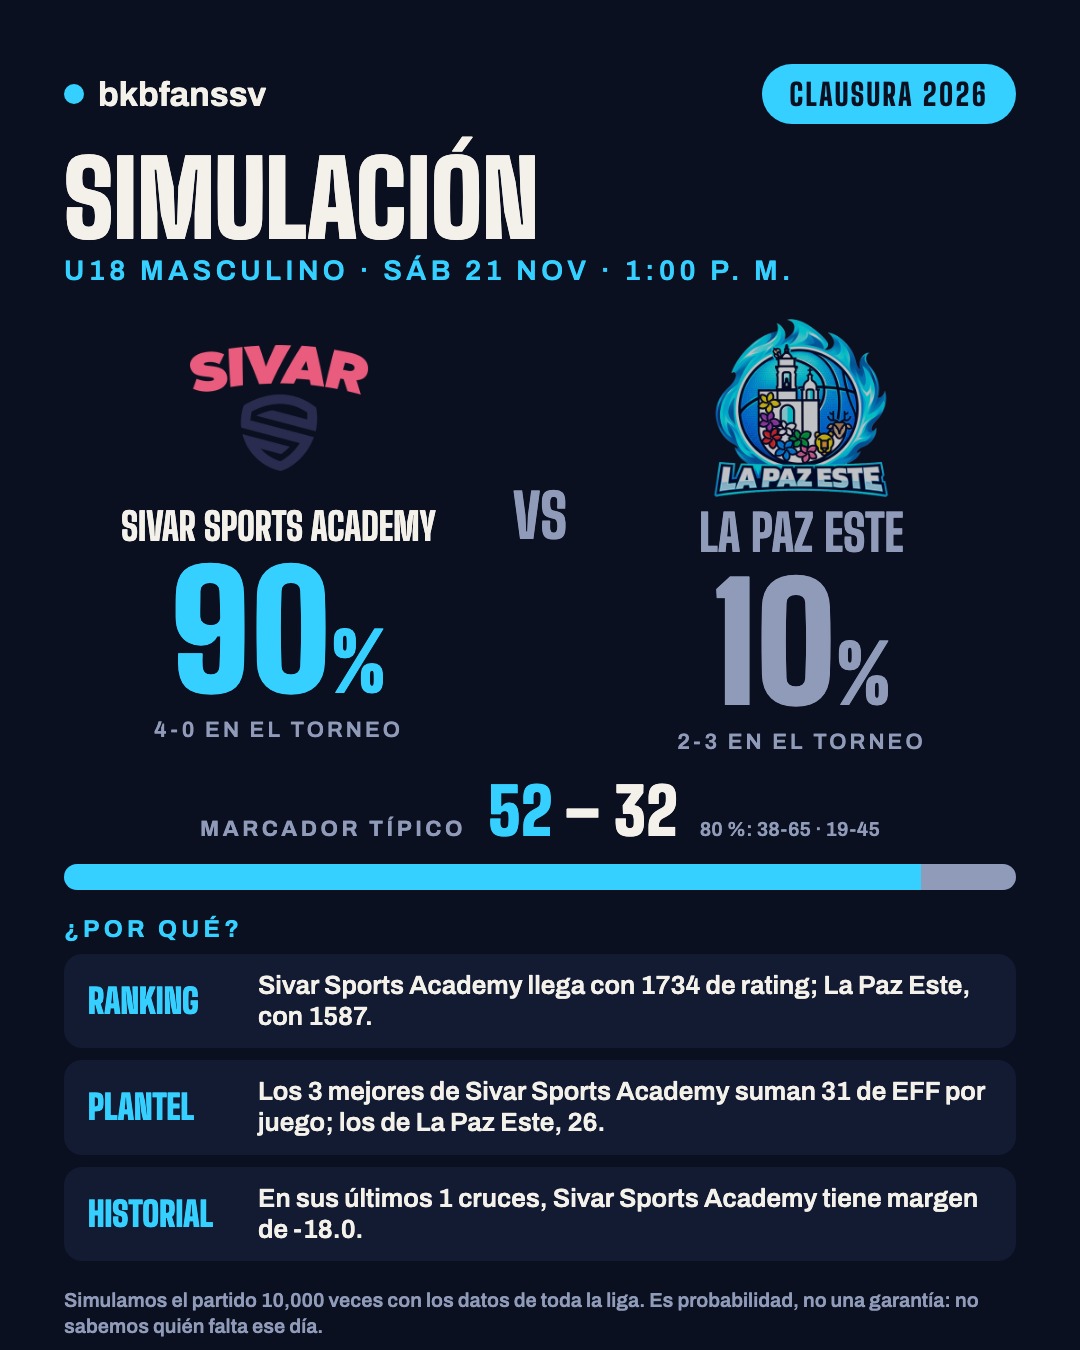 bkbfanssv
CLAUSURA 2026
SIMULACIÓN
U18 MASCULINO · SÁB 21 NOV · 1:00 P. M.
SIVAR
LA PAZ ESTE
SIVAR SPORTS ACADEMY
VS
LA PAZ ESTE
90%
10%
4-0 EN EL TORNEO
2-3 EN EL TORNEO
MARCADOR TÍPICO 52 – 32 80 %: 38-65 · 19-45
¿POR QUÉ?
RANKING
Sivar Sports Academy llega con 1734 de rating; La Paz Este,
con 1587.
PLANTEL
Los 3 mejores de Sivar Sports Academy suman 31 de EFF por
juego; los de La Paz Este, 26.
HISTORIAL
En sus últimos 1 cruces, Sivar Sports Academy tiene margen
de -18.0.
Simulamos el partido 10,000 veces con los datos de toda la liga. Es probabilidad, no una garantía: no
sabemos quién falta ese día.